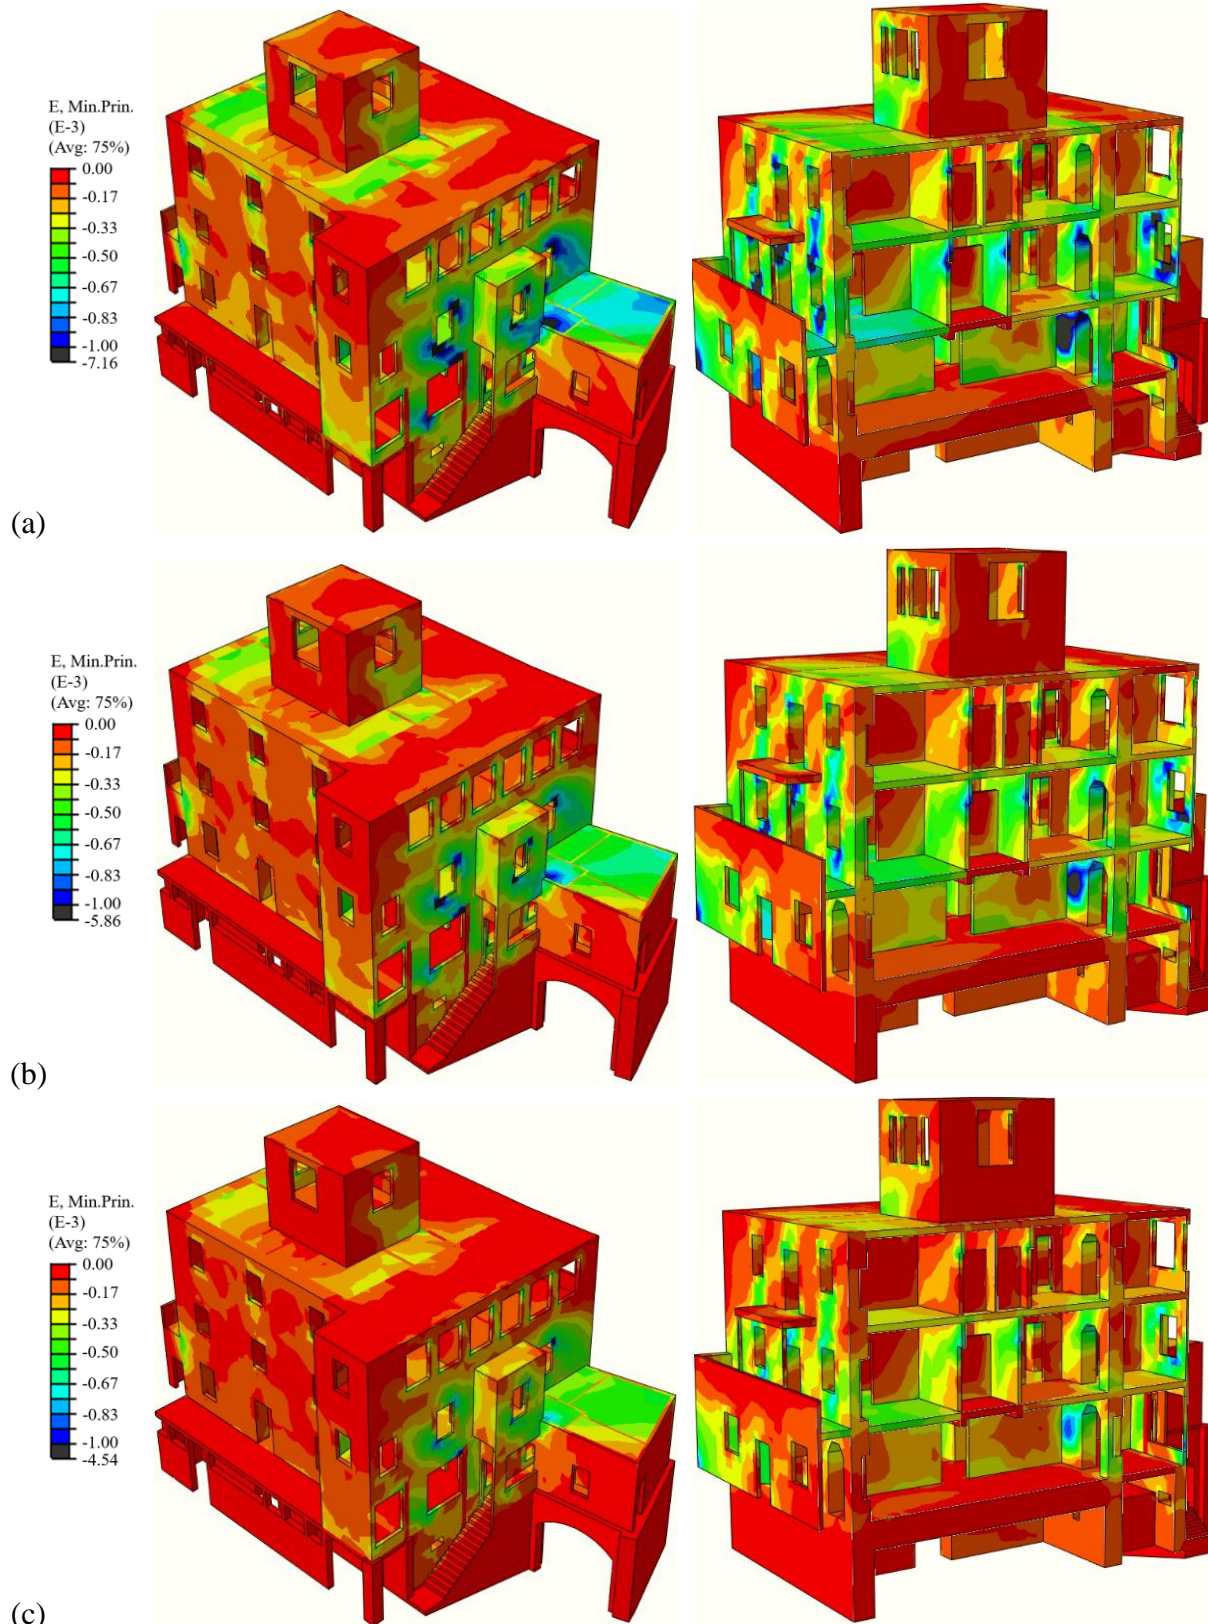 E, Min.Prin.
(E-3)
(Avg: 75%)
0.00
-0.17
-0.33
-0.50
-0.67
-0.83
-1.00
-7.16
(a)
E, Min.Prin.
(E-3)
(Avg: 75%)
0.00
-0.17
-0.33
-0.50
-0.67
-0.83
-1.00
-5.86
(b)
E, Min.Prin.
(E-3)
(Avg: 75%)
0.00
-0.17
-0.33
-0.50
-0.67
-0.83
-1.00
-4.54
(c)